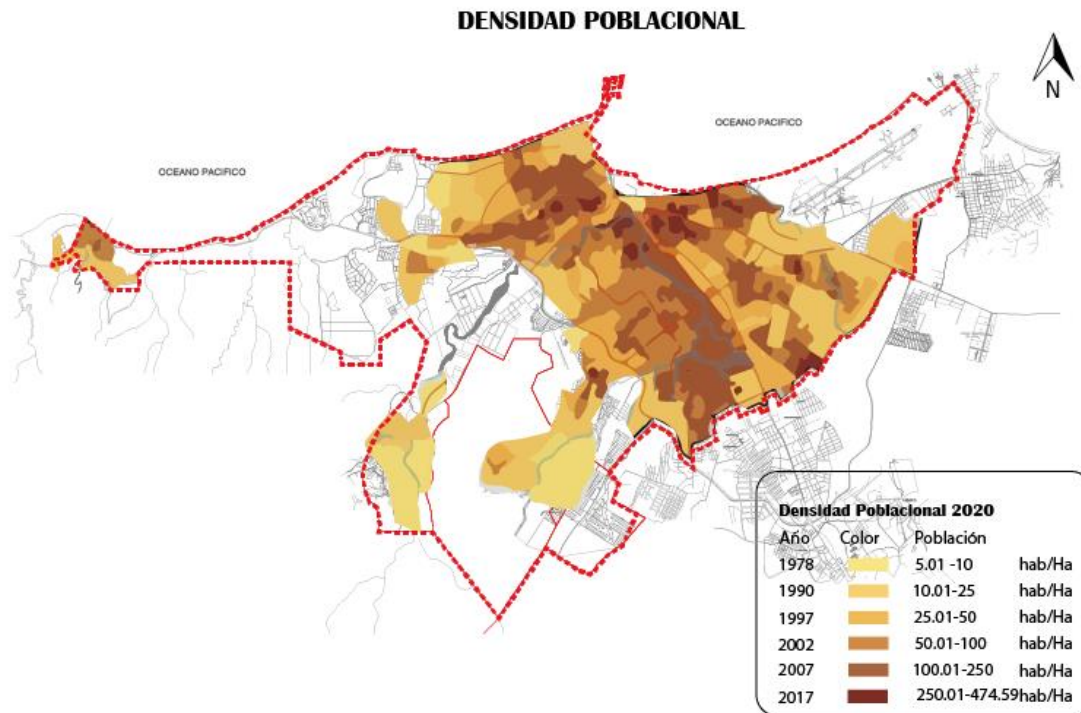 DENSIDAD POBLACIONAL
N
OCEANO PACIFICO
OCEANO PACIFICO
Densidad Poblacional 2020
Año Color Población
1978 5.01 -10 hab/Ha
1990 10.01-25 hab/Ha
1997 25.01-50 hab/Ha
2002 50.01-100 hab/Ha
2007 100.01-250 hab/Ha
2017 250.01-474.59 hab/Ha